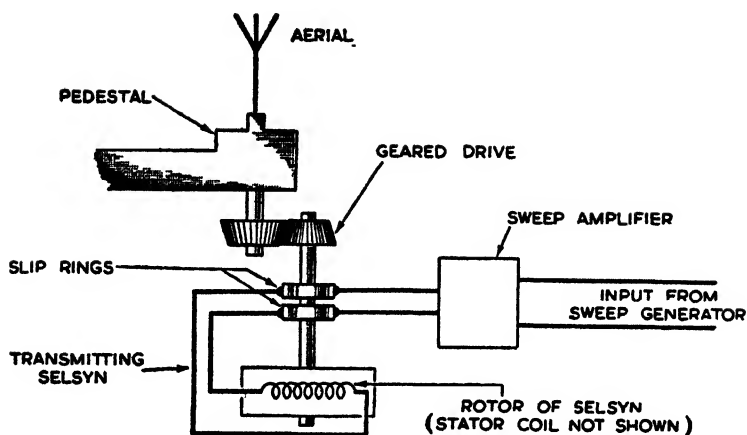 AERIAL
PEDESTAL
GEARED DRIVE
SWEEP AMPLIFIER
SLIP RINGS
INPUT FROM
SWEEP GENERATOR
TRANSMITTING
SELSYN
ROTOR OF SELSYN
(STATOR COIL NOT SHOWN)